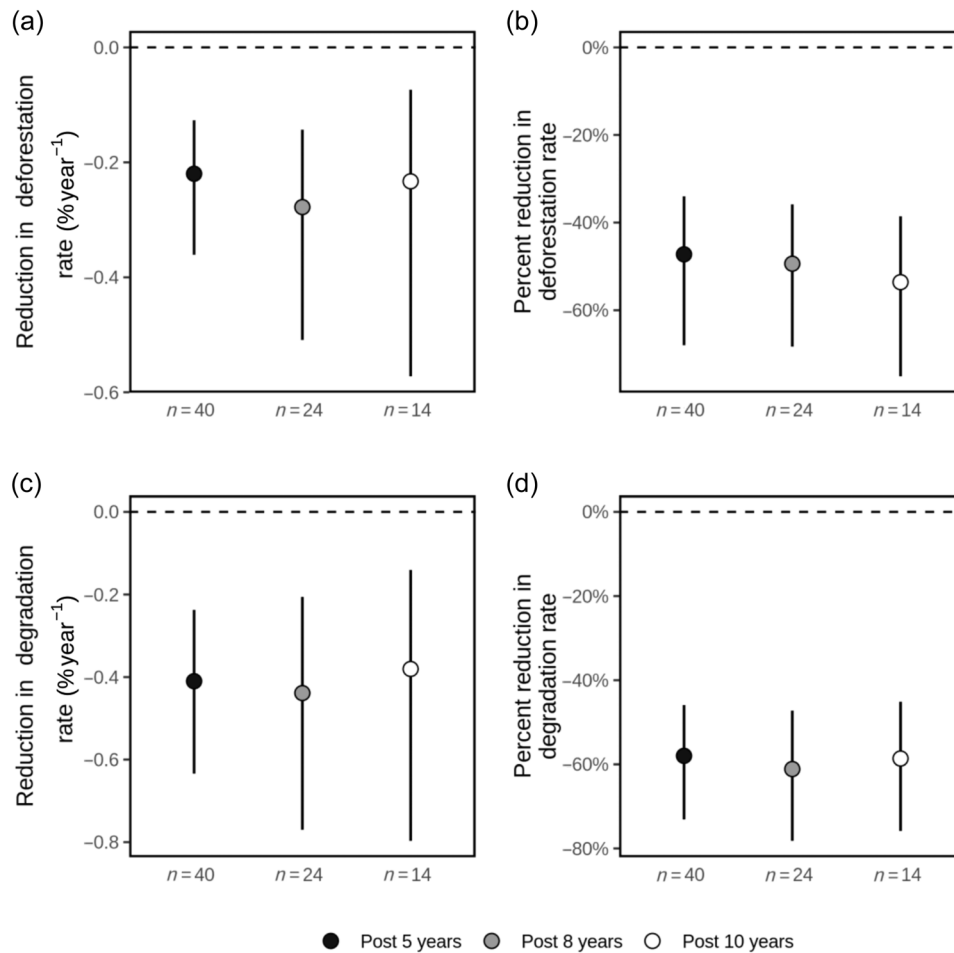 (a)
Reduction in deforestation
rate (% year⁻¹)
0.0
−0.2
−0.4
−0.6
n = 40
n = 24
n = 14
(b)
Percent reduction in
deforestation rate
0%
−20%
−40%
−60%
n = 40
n = 24
n = 14
(c)
Reduction in degradation
rate (% year⁻¹)
0.0
−0.2
−0.4
−0.6
−0.8
n = 40
n = 24
n = 14
(d)
Percent reduction in
degradation rate
0%
−20%
−40%
−60%
−80%
n = 40
n = 24
n = 14
Post 5 years Post 8 years Post 10 years